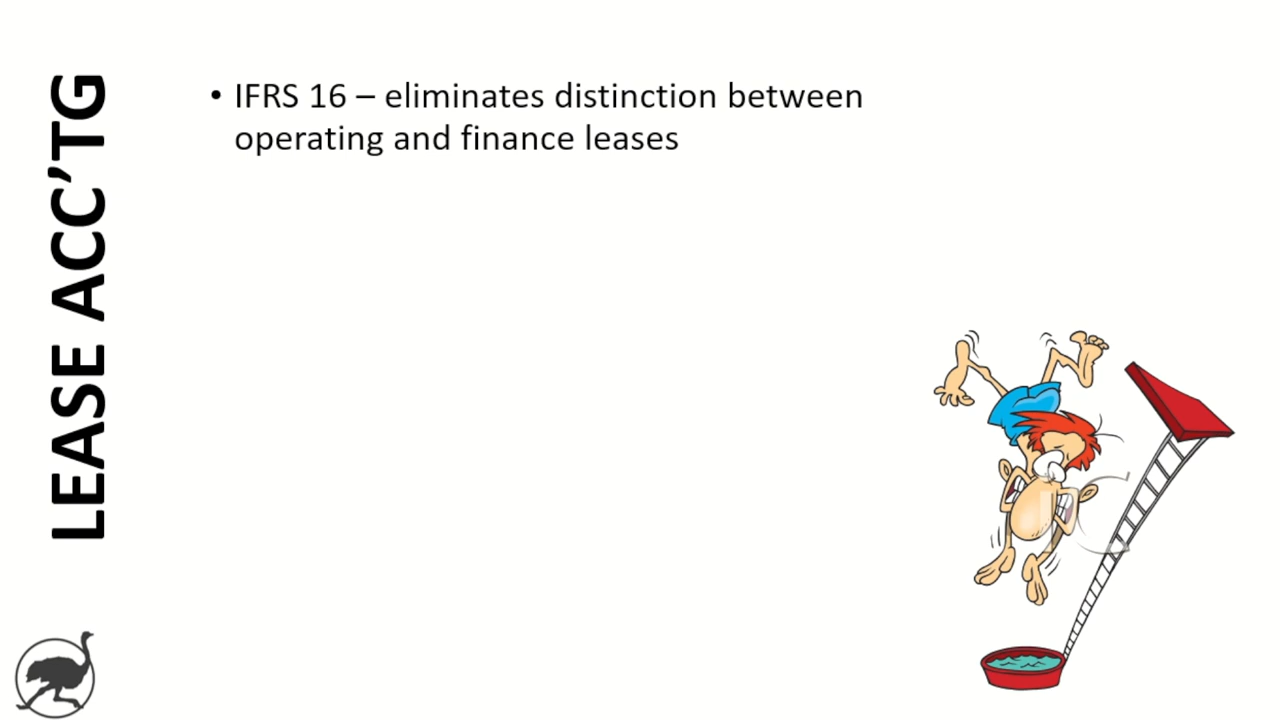 LEASE ACC’TG
• IFRS 16 – eliminates distinction between
operating and finance leases